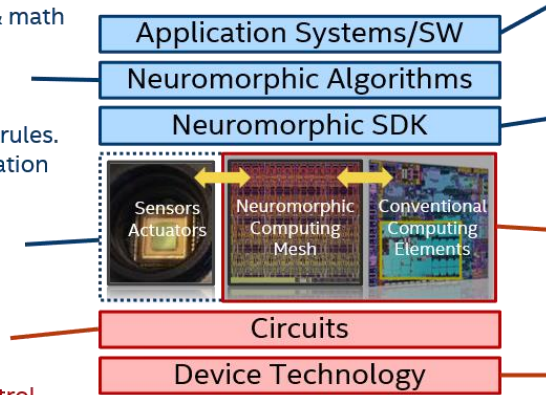 & math
Application Systems/SW
Neuromorphic Algorithms
rules.
Neuromorphic SDK
ation
Sensors
Actuators
Neuromorphic
Computing
Mesh
Conventional
Computing
Elements
Circuits
Device Technology
trol